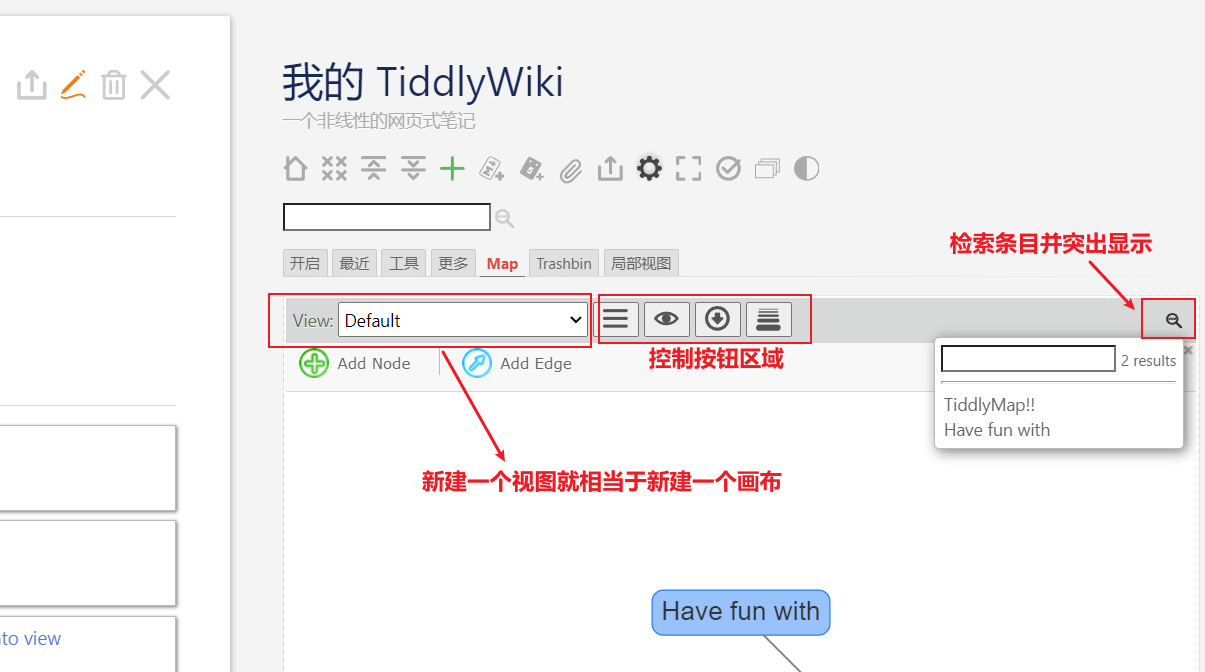 我的 TiddlyWiki
一个非线性的网页式笔记
检索条目并突出显示
开启 最近 工具 更多 Map Trashbin 局部视图
View: Default
控制按钮区域
2 results
Add Node Add Edge
TiddlyMap!!
Have fun with
新建一个视图就相当于新建一个画布
Have fun with
to view